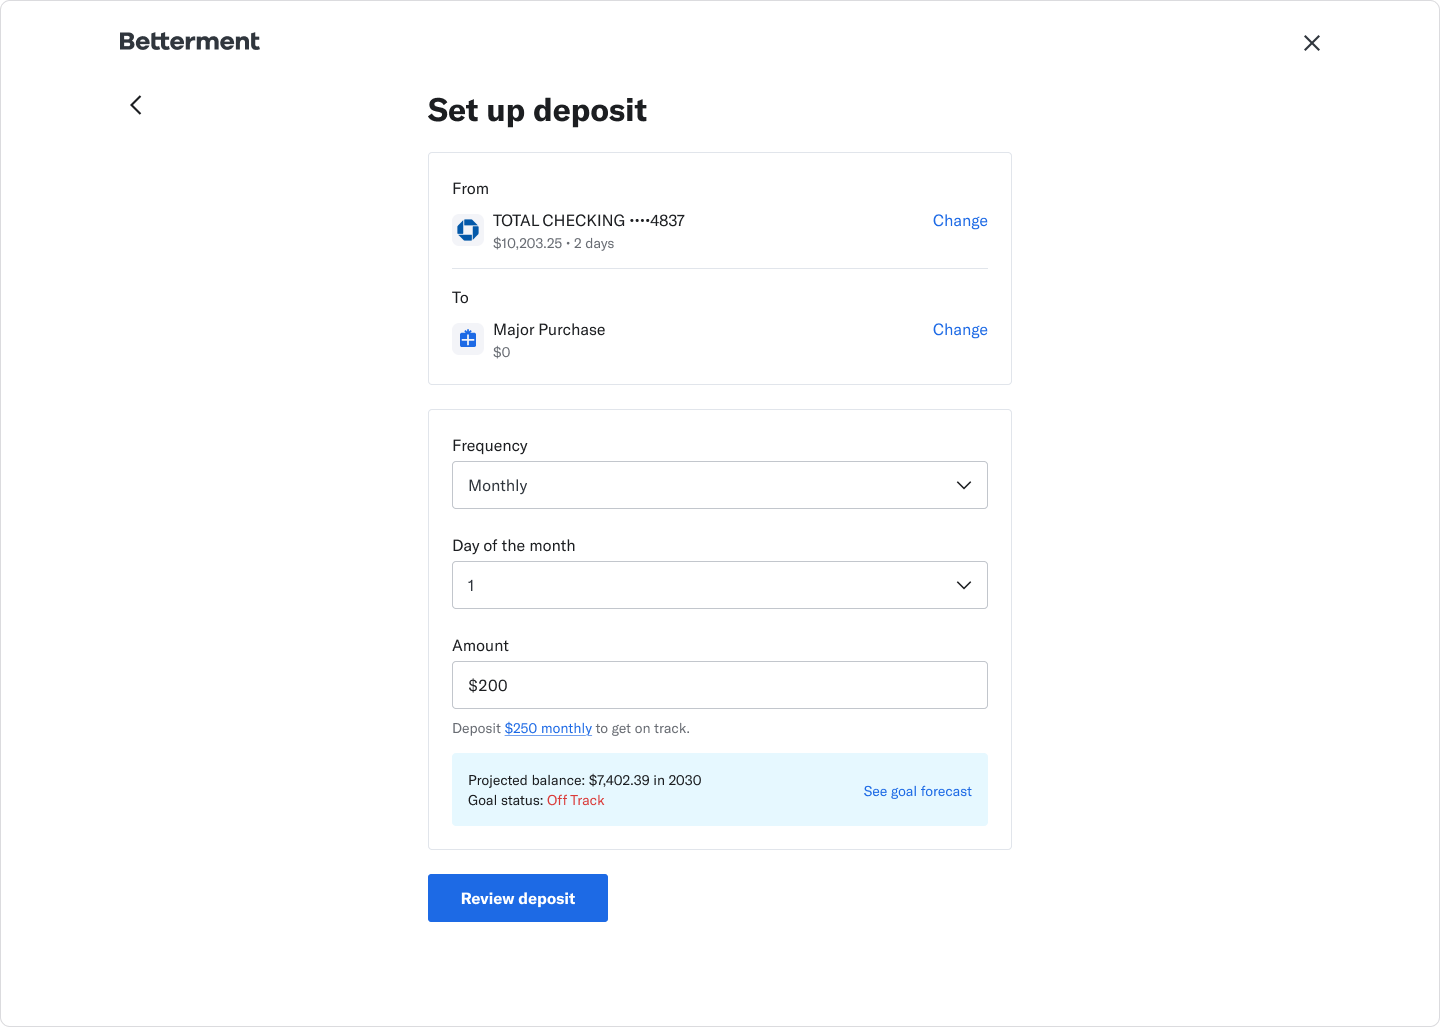 Betterment
Set up deposit
From
TOTAL CHECKING ••••4837
Change
$10,203.25 • 2 days
To
Major Purchase
Change
$0
Frequency
Monthly
Day of the month
1
Amount
$200
Deposit $250 monthly to get on track.
Projected balance: $7,402.39 in 2030
Goal status: Off Track
See goal forecast
Review deposit